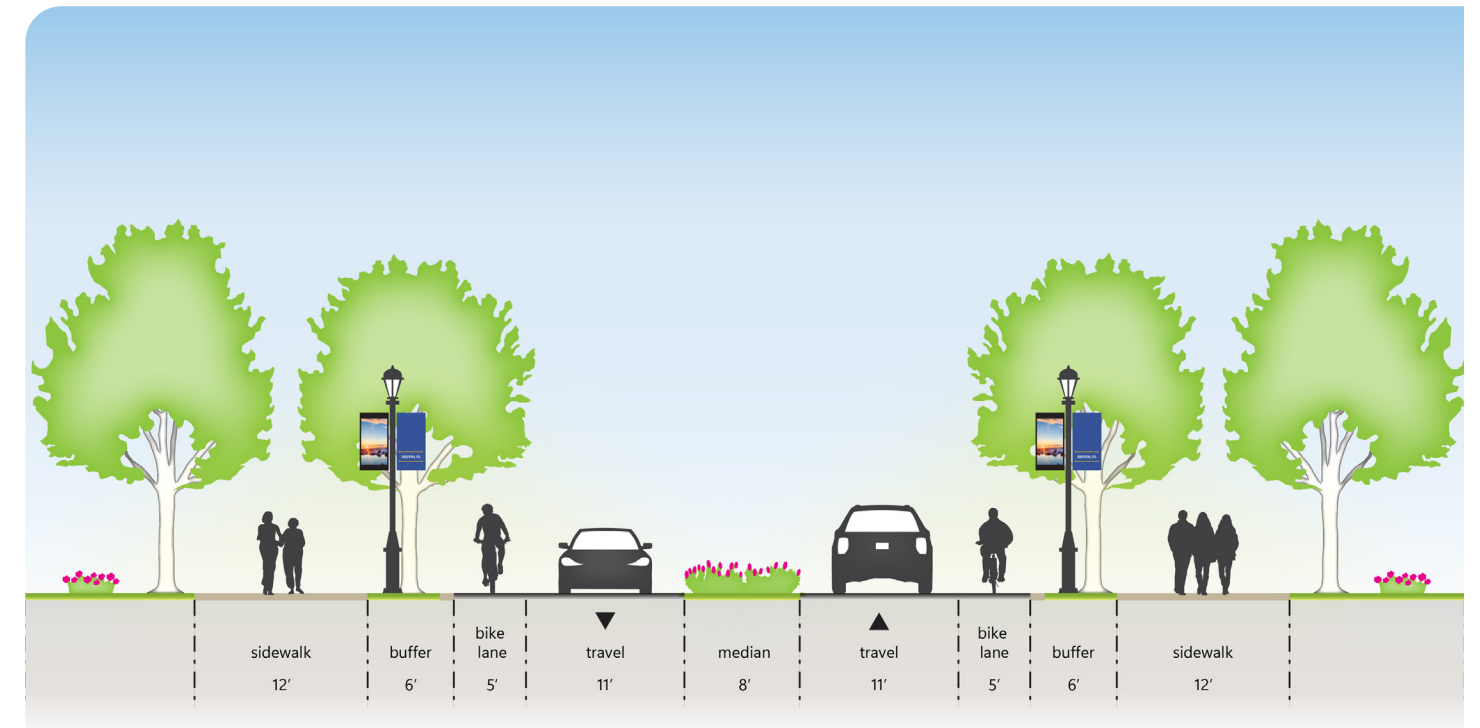 sidewalk
12′
buffer
6′
bike
lane
5′
travel
11′
median
8′
travel
11′
bike
lane
5′
buffer
6′
sidewalk
12′